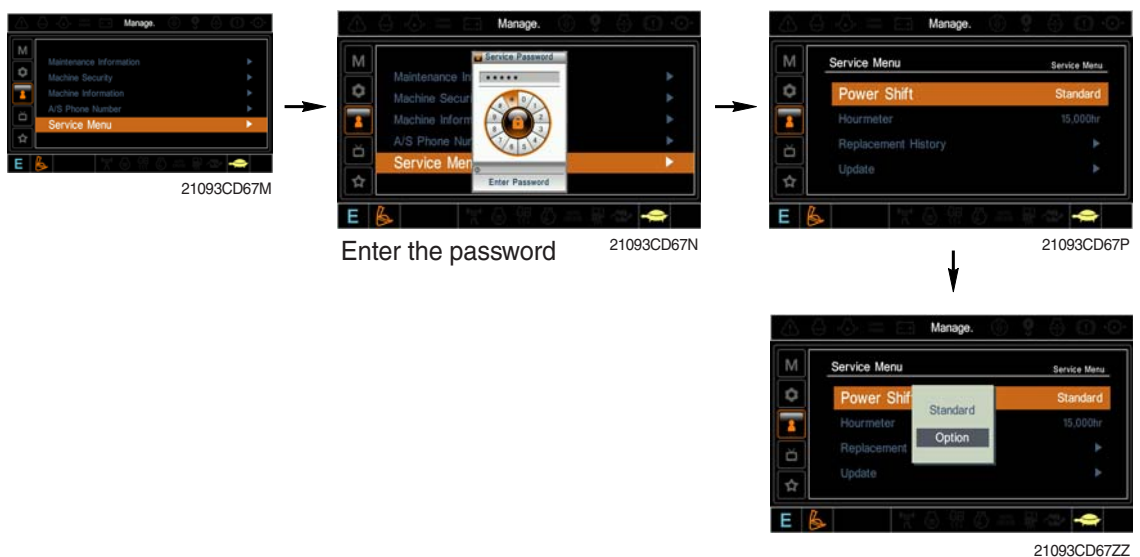 Manage.
M
Maintenance Information
Machine Security
Machine Information
A/S Phone Number
Service Menu
E
21093CD67M
Manage.
M
Service Password
*****
Maintenance In
Machine Securi
Machine Inform
A/S Phone Nur
Service Men
Enter Password
E
Enter the password
21093CD67N
Manage.
M
Service Menu Service Menu
Power Shift Standard
Hourmeter 15,000hr
Replacement History
Update
E
21093CD67P
Manage.
M
Service Menu Service Menu
Power Shif Standard
Standard
Hourmeter 15,000hr
Option
Replacement
Update
E
21093CD67ZZ